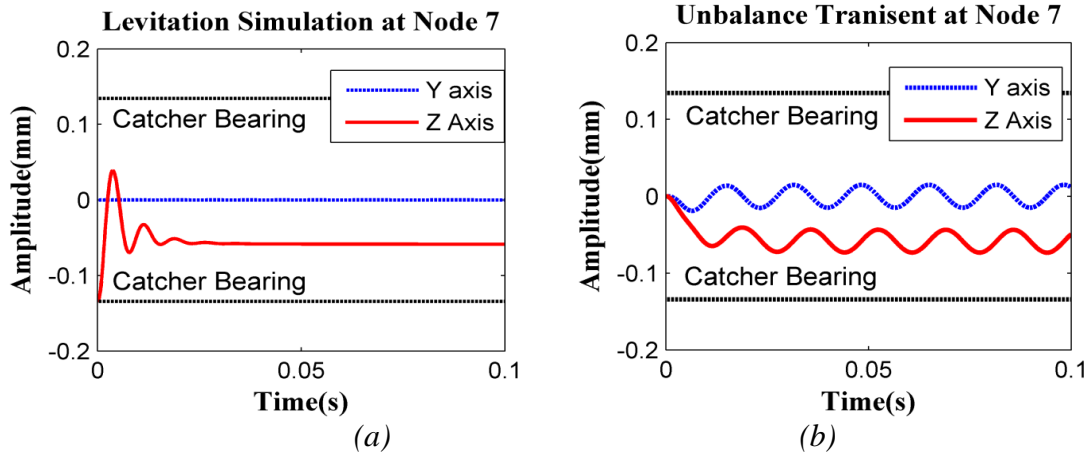 Levitation Simulation at Node 7
0.2
0.1
0
-0.1
-0.2
Amplitude(mm)
Y axis
Z Axis
Catcher Bearing
Catcher Bearing
0
0.05
0.1
Time(s)
(a)
Unbalance Tranisent at Node 7
0.2
0.1
0
-0.1
-0.2
Amplitude(mm)
Y axis
Z Axis
Catcher Bearing
Catcher Bearing
0
0.05
0.1
Time(s)
(b)